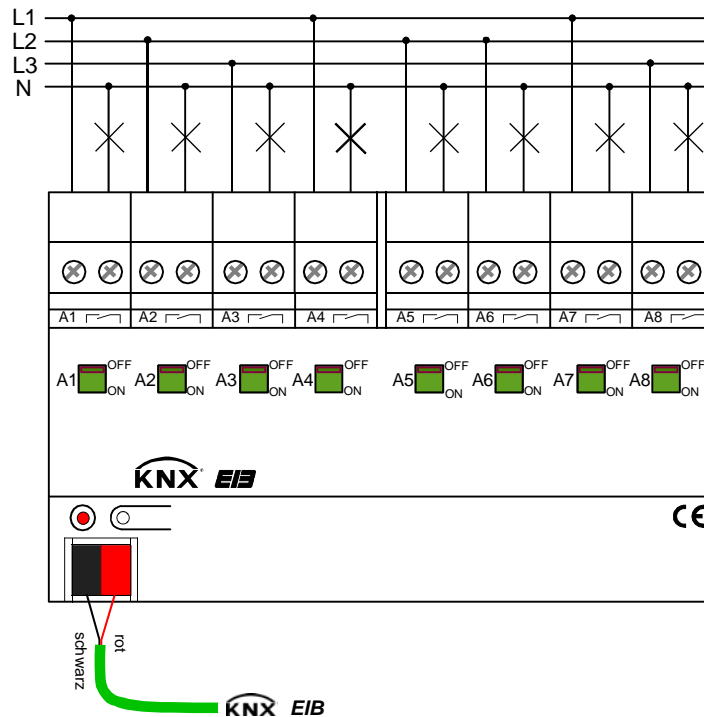 L1
L2
L3
N
A1 A2 A3 A4 A5 A6 A7 A8
OFF OFF OFF OFF OFF OFF OFF OFF
A1 A2 A3 A4 A5 A6 A7 A8
ON ON ON ON ON ON ON ON
KNX EIB
CE
schwarz
rot
KNX EIB